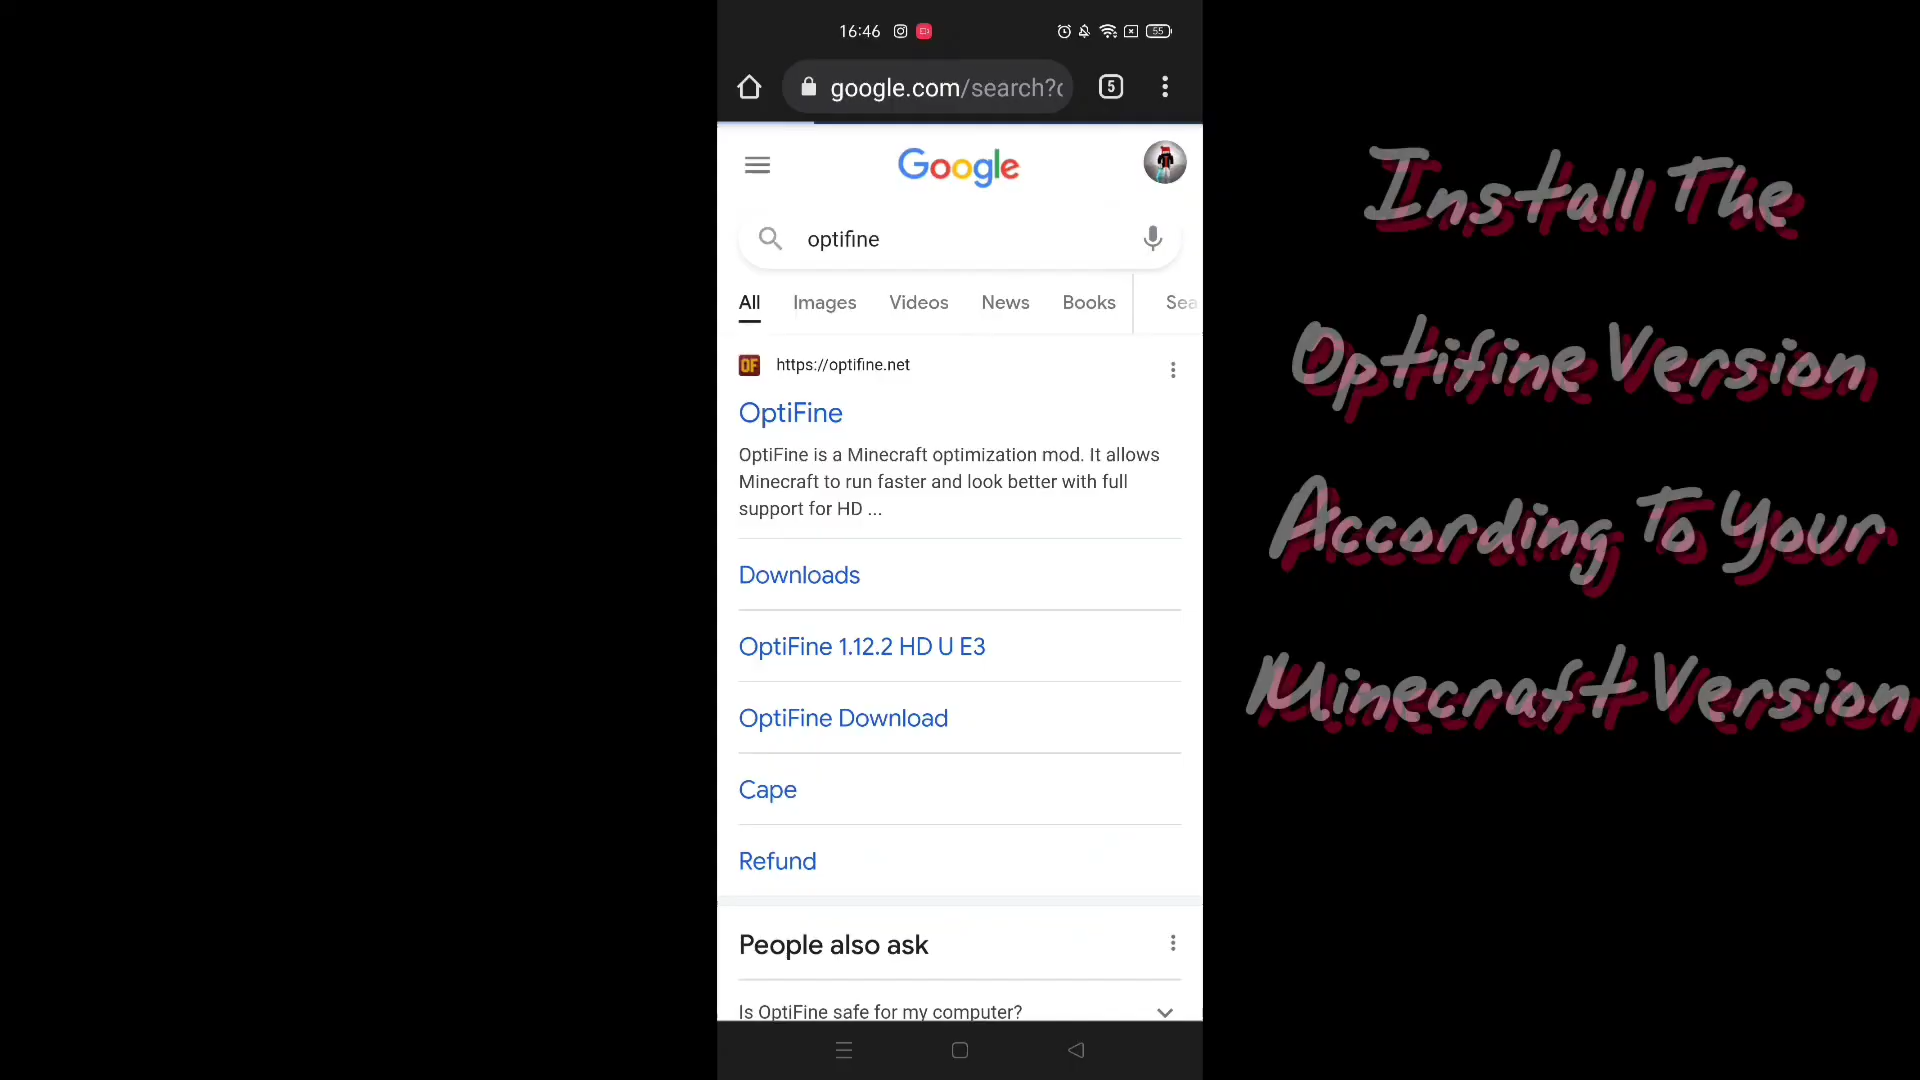 16:46
55
google.com/search?
5
Google
optifine
All Images Videos News Books Sea
OF https://optifine.net
OptiFine
OptiFine is a Minecraft optimization mod. It allows
Minecraft to run faster and look better with full
support for HD ...
Downloads
OptiFine 1.12.2 HD U E3
OptiFine Download
Cape
Refund
People also ask
Is OptiFine safe for my computer?
Install The
Optifine Version
According To Your
Minecraft Version